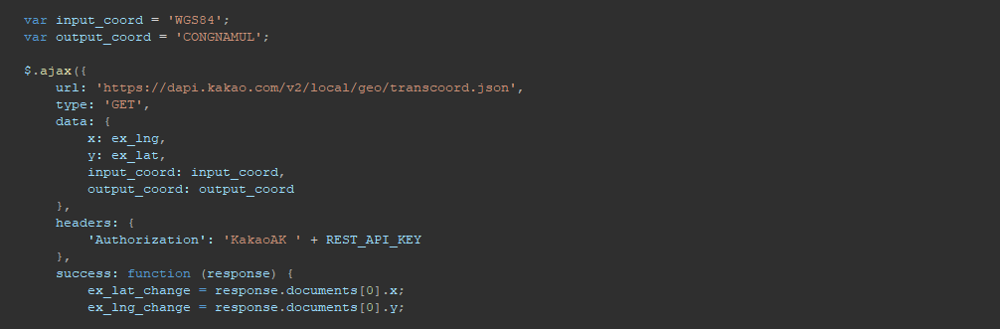 var input_coord = 'WGS84';
var output_coord = 'CONGNAMUL';

$.ajax({
    url: 'https://dapi.kakao.com/v2/local/geo/transcoord.json',
    type: 'GET',
    data: {
        x: ex_lng,
        y: ex_lat,
        input_coord: input_coord,
        output_coord: output_coord
    },
    headers: {
        'Authorization': 'KakaoAK ' + REST_API_KEY
    },
    success: function (response) {
        ex_lat_change = response.documents[0].x;
        ex_lng_change = response.documents[0].y;